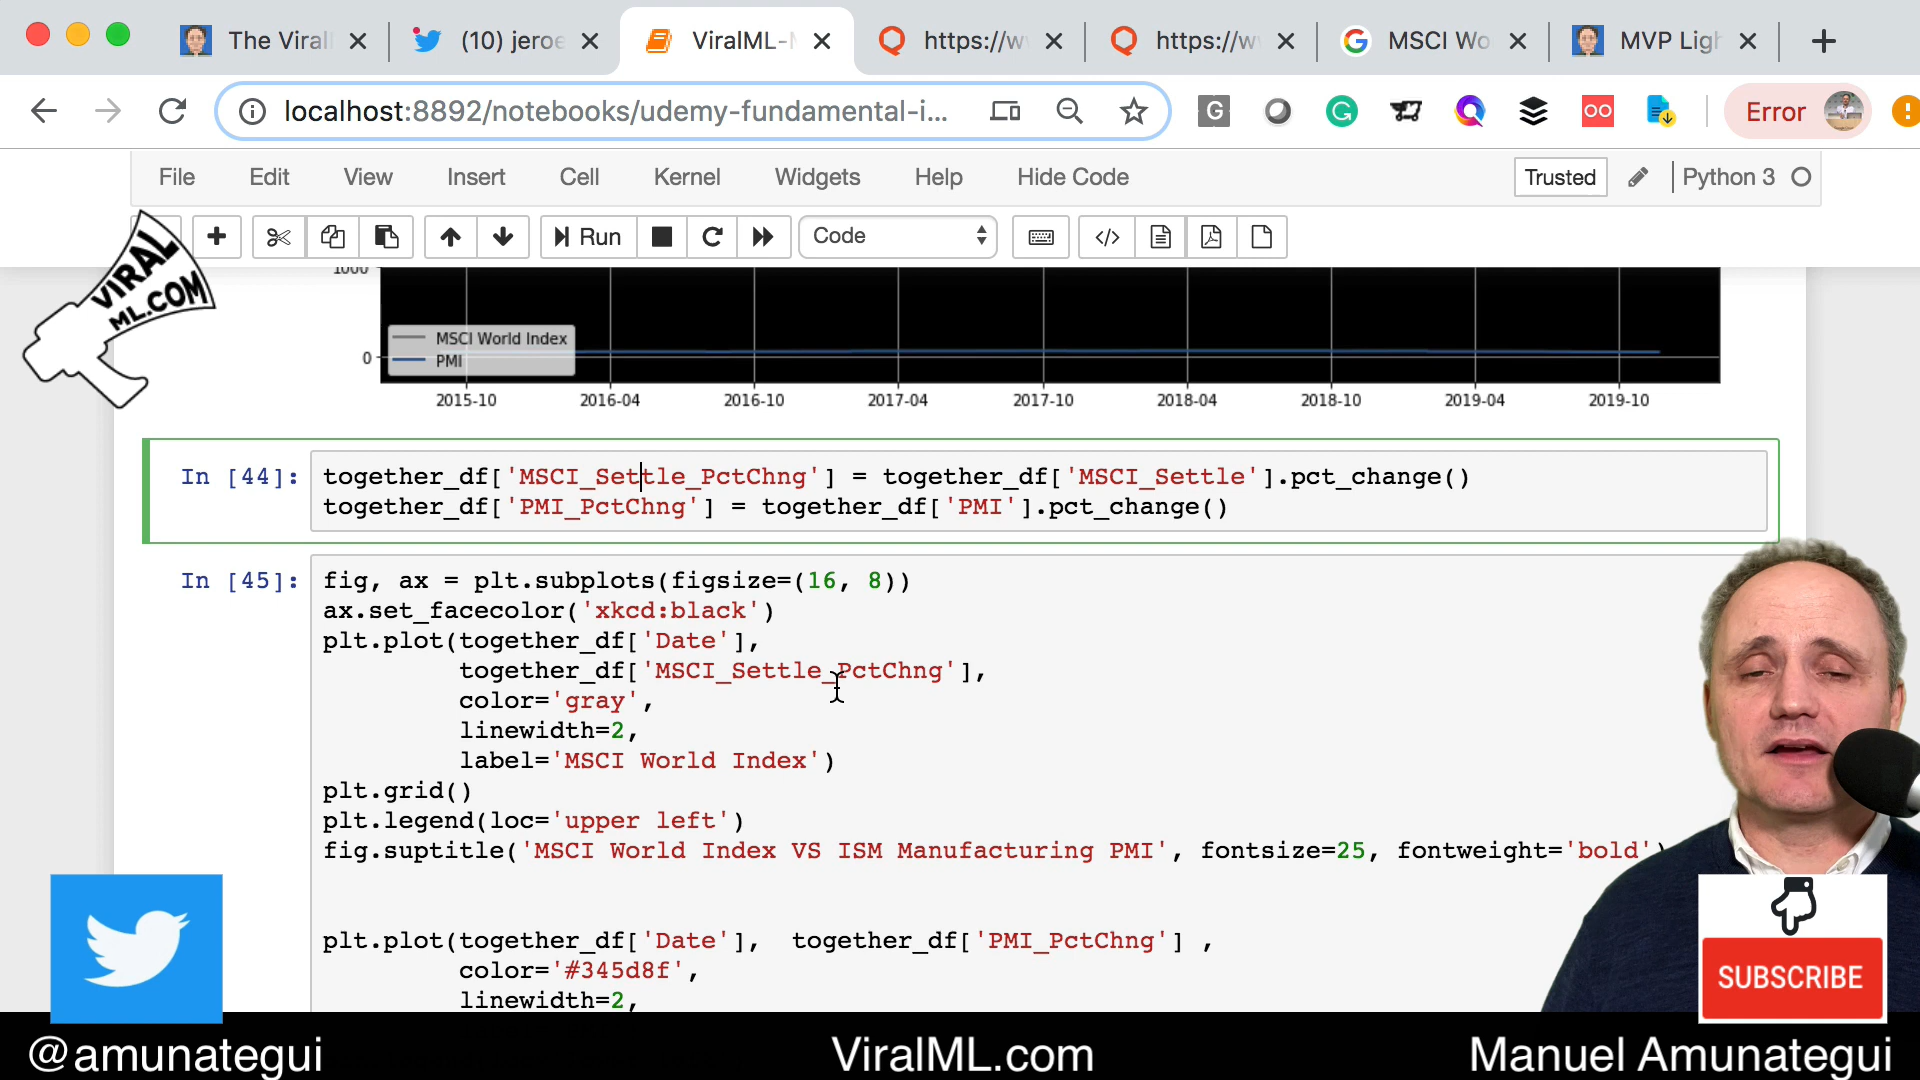 The Viral
(10) jeroe
ViralML-
https://w
https://w
MSCI Wo
MVP Ligh
localhost:8892/notebooks/udemy-fundamental-i...
G
OO
Error
File
Edit
View
Insert
Cell
Kernel
Widgets
Help
Hide Code
Trusted
Python 3
Run
Code
VIRAL
ML.COM
1000
0
MSCI World Index
PMI
2015-10
2016-04
2016-10
2017-04
2017-10
2018-04
2018-10
2019-04
2019-10
In [44]:
together_df['MSCI_Settle_PctChng'] = together_df['MSCI_Settle'].pct_change()
together_df['PMI_PctChng'] = together_df['PMI'].pct_change()
In [45]:
fig, ax = plt.subplots(figsize=(16, 8))
ax.set_facecolor('xkcd:black')
plt.plot(together_df['Date'],
together_df['MSCI_Settle_PctChng'],
color='gray',
linewidth=2,
label='MSCI World Index')
plt.grid()
plt.legend(loc='upper left')
fig.suptitle('MSCI World Index VS ISM Manufacturing PMI', fontsize=25, fontweight='bold')
plt.plot(together_df['Date'],  together_df['PMI_PctChng'] ,
color='#345d8f',
linewidth=2,
SUBSCRIBE
@amunategui
ViralML.com
Manuel Amunategui